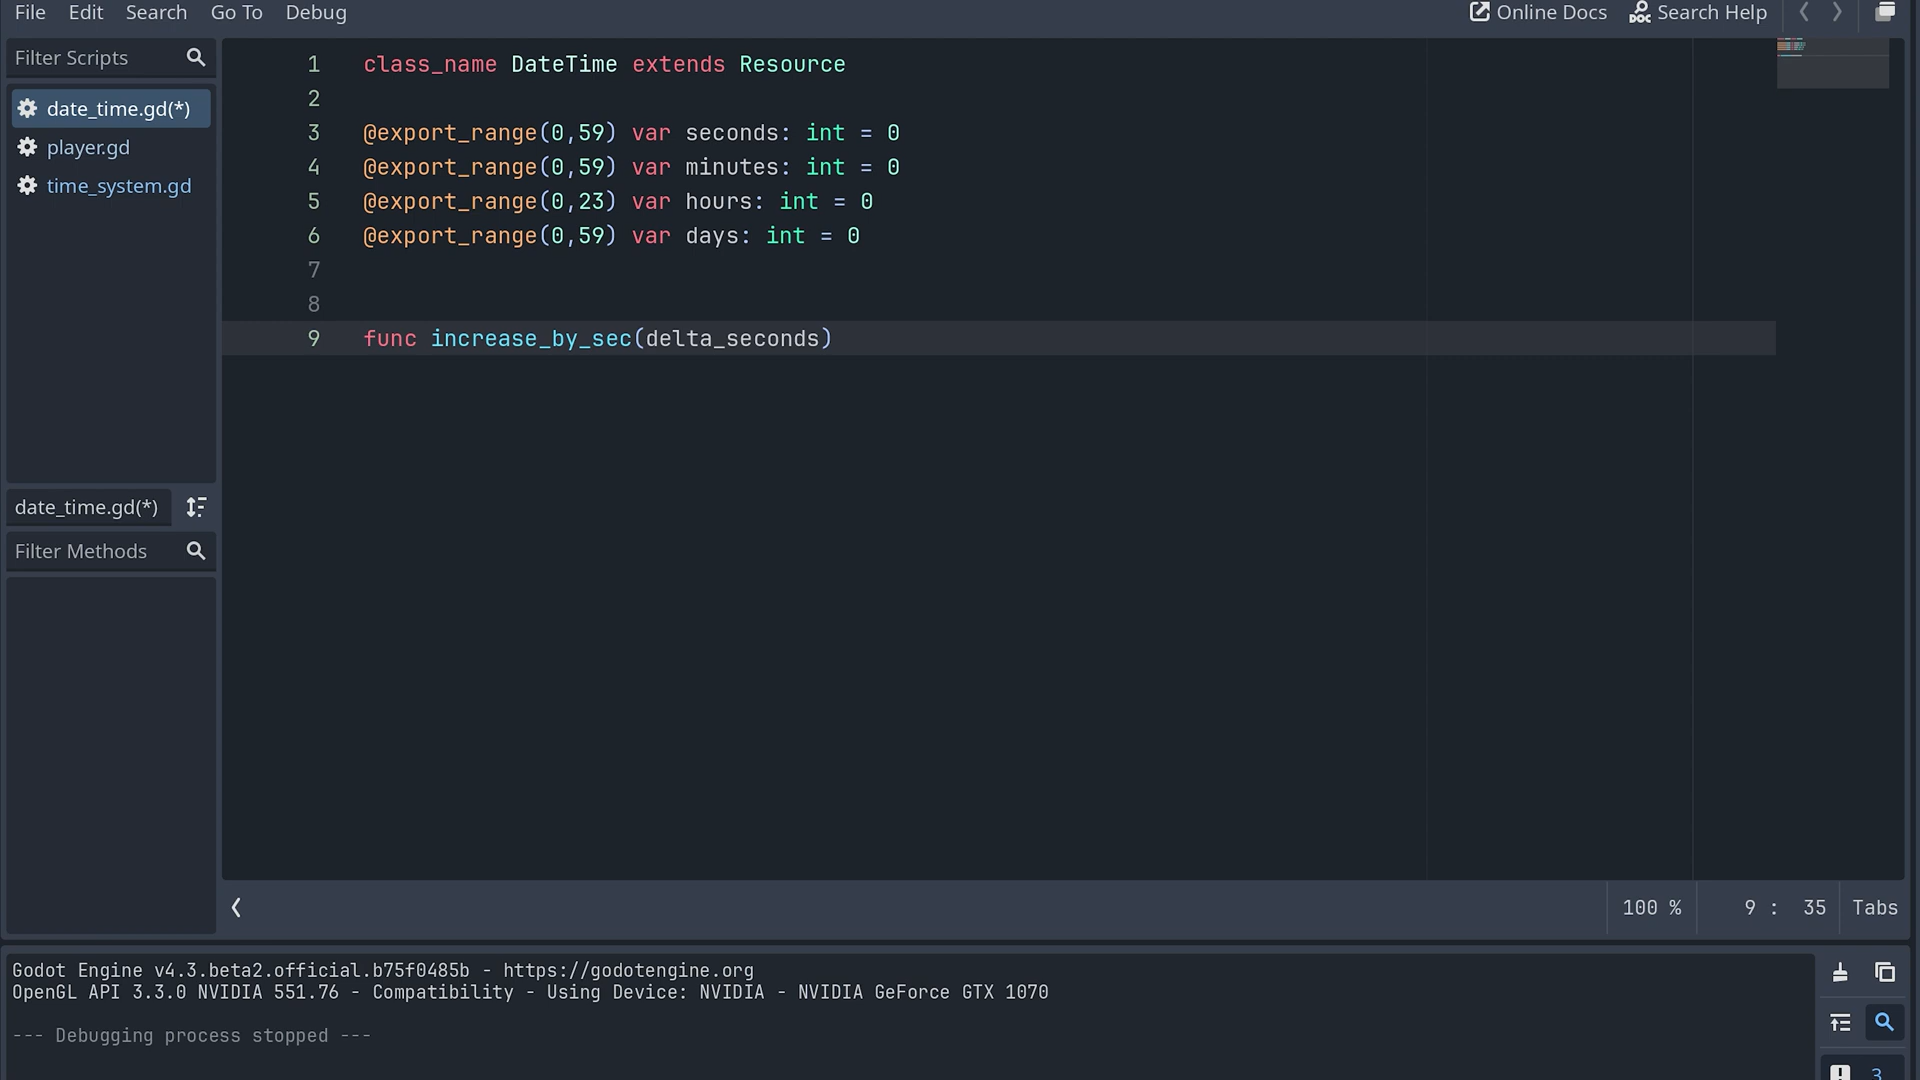 File Edit Search Go To Debug Online Docs Search Help
Filter Scripts
date_time.gd(*)
player.gd
time_system.gd
date_time.gd(*)
Filter Methods
1 class_name DateTime extends Resource
2
3 @export_range(0,59) var seconds: int = 0
4 @export_range(0,59) var minutes: int = 0
5 @export_range(0,23) var hours: int = 0
6 @export_range(0,59) var days: int = 0
7
8
9 func increase_by_sec(delta_seconds)
100 % 9 : 35 Tabs
Godot Engine v4.3.beta2.official.b75f0485b - https://godotengine.org
OpenGL API 3.3.0 NVIDIA 551.76 - Compatibility - Using Device: NVIDIA - NVIDIA GeForce GTX 1070
--- Debugging process stopped ---
3